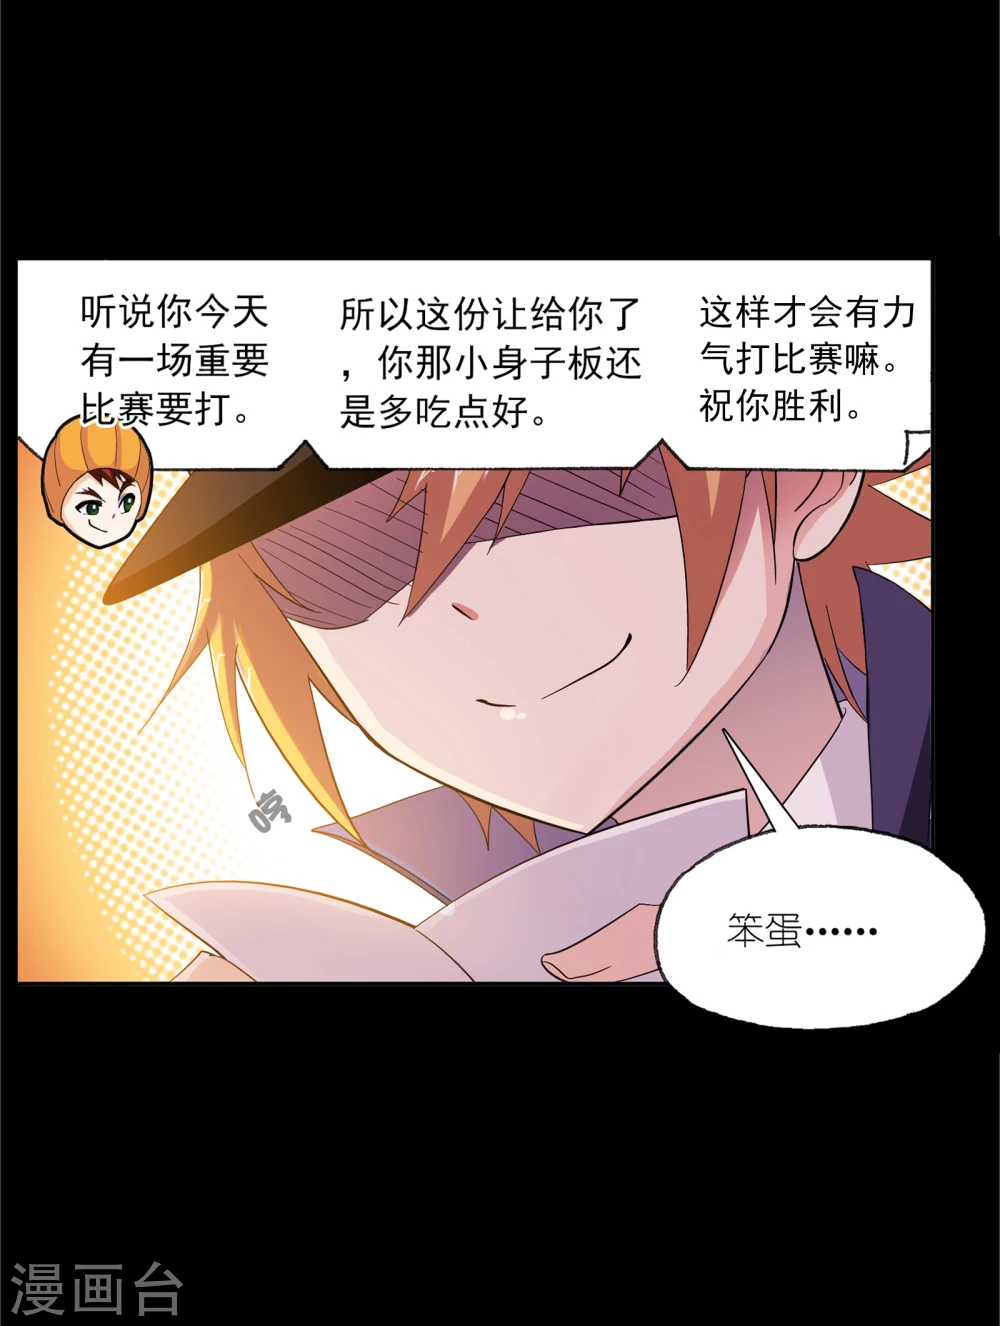 听说你今天
有一场重要
比赛要打。
所以这份让给你了
，你那小身子板还
是多吃点好。
这样才会有力
气打比赛嘛。
祝你胜利。
哼
笨蛋……
漫画台